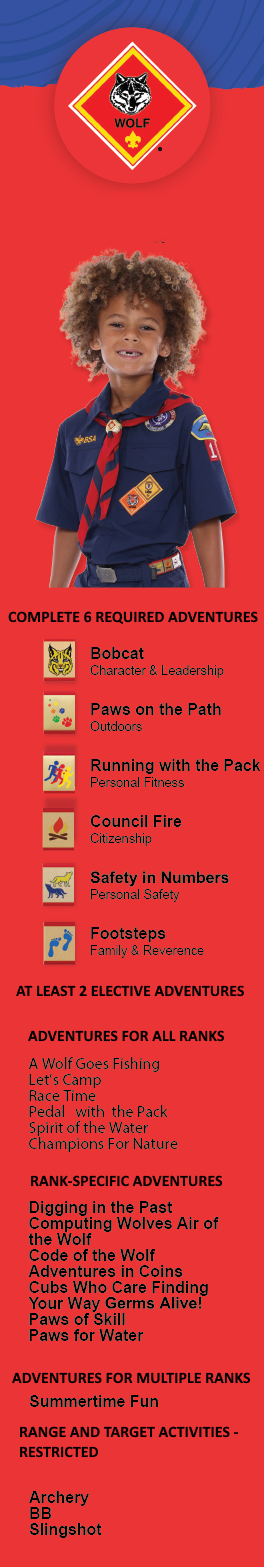 WOLF
BSA
1
COMPLETE 6 REQUIRED ADVENTURES
Bobcat
Character & Leadership
Paws on the Path
Outdoors
Running with the Pack
Personal Fitness
Council Fire
Citizenship
Safety in Numbers
Personal Safety
Footsteps
Family & Reverence
AT LEAST 2 ELECTIVE ADVENTURES
ADVENTURES FOR ALL RANKS
A Wolf Goes Fishing
Let's Camp
Race Time
Pedal with the Pack
Spirit of the Water
Champions For Nature
RANK-SPECIFIC ADVENTURES
Digging in the Past
Computing Wolves Air of
the Wolf
Code of the Wolf
Adventures in Coins
Cubs Who Care Finding
Your Way Germs Alive!
Paws of Skill
Paws for Water
ADVENTURES FOR MULTIPLE RANKS
Summertime Fun
RANGE AND TARGET ACTIVITIES -
RESTRICTED
Archery
BB
Slingshot